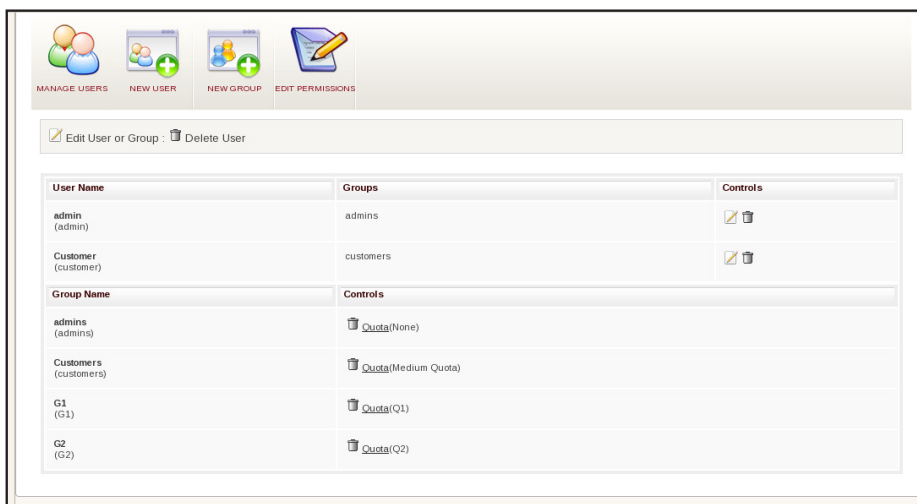 MANAGE USERS NEW USER NEW GROUP EDIT PERMISSIONS
Edit User or Group : Delete User
User Name Groups Controls
admin admins
(admin)
Customer customers
(customer)
Group Name Controls
admins
(admins) Quota(None)
Customers
(customers) Quota(Medium Quota)
G1
(G1) Quota(Q1)
G2
(G2) Quota(Q2)